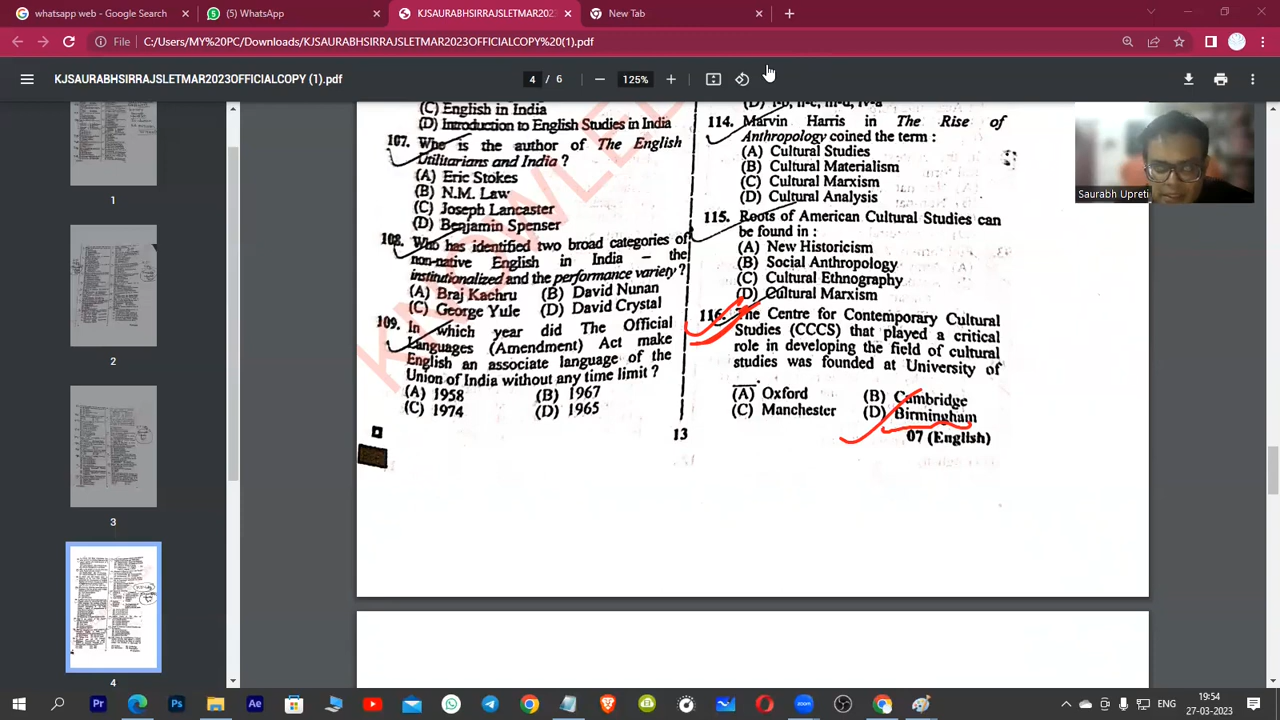 whatsapp web - Google Search
(5) WhatsApp
KJSAURABHSIRRAJSLETMAR2023
New Tab
File
C:/Users/MY%20PC/Downloads/KJSAURABHSIRRAJSLETMAR2023OFFICIALCOPY%20(1).pdf
KJSAURABHSIRRAJSLETMAR2023OFFICIALCOPY (1).pdf
4 / 6
125%
1
2
3
4
(C) English in India
(D) Introduction to English Studies in India
107. Who is the author of The English
Utilitarians and India ?
(A) Eric Stokes
(B) N.M. Law
(C) Joseph Lancaster
(D) Benjamin Spenser
108. Who has identified two broad categories of
non-native English in India – the
institutionalized and the performance variety ?
(A) Braj Kachru (B) David Nunan
(C) George Yule (D) David Crystal
109. In which year did The Official
Languages (Amendment) Act make
English an associate language of the
Union of India without any time limit ?
(A) 1958 (B) 1967
(C) 1974 (D) 1965
13
(D) i-b, ii-c, iii-d, iv-a
114. Marvin Harris in The Rise of
Anthropology coined the term :
(A) Cultural Studies
(B) Cultural Materialism
(C) Cultural Marxism
(D) Cultural Analysis
115. Roots of American Cultural Studies can
be found in :
(A) New Historicism
(B) Social Anthropology
(C) Cultural Ethnography
(D) Cultural Marxism
116. The Centre for Contemporary Cultural
Studies (CCCS) that played a critical
role in developing the field of cultural
studies was founded at University of
(A) Oxford (B) Cambridge
(C) Manchester (D) Birmingham
07 (English)
Saurabh Upreti
ENG
19:54
27-03-2023